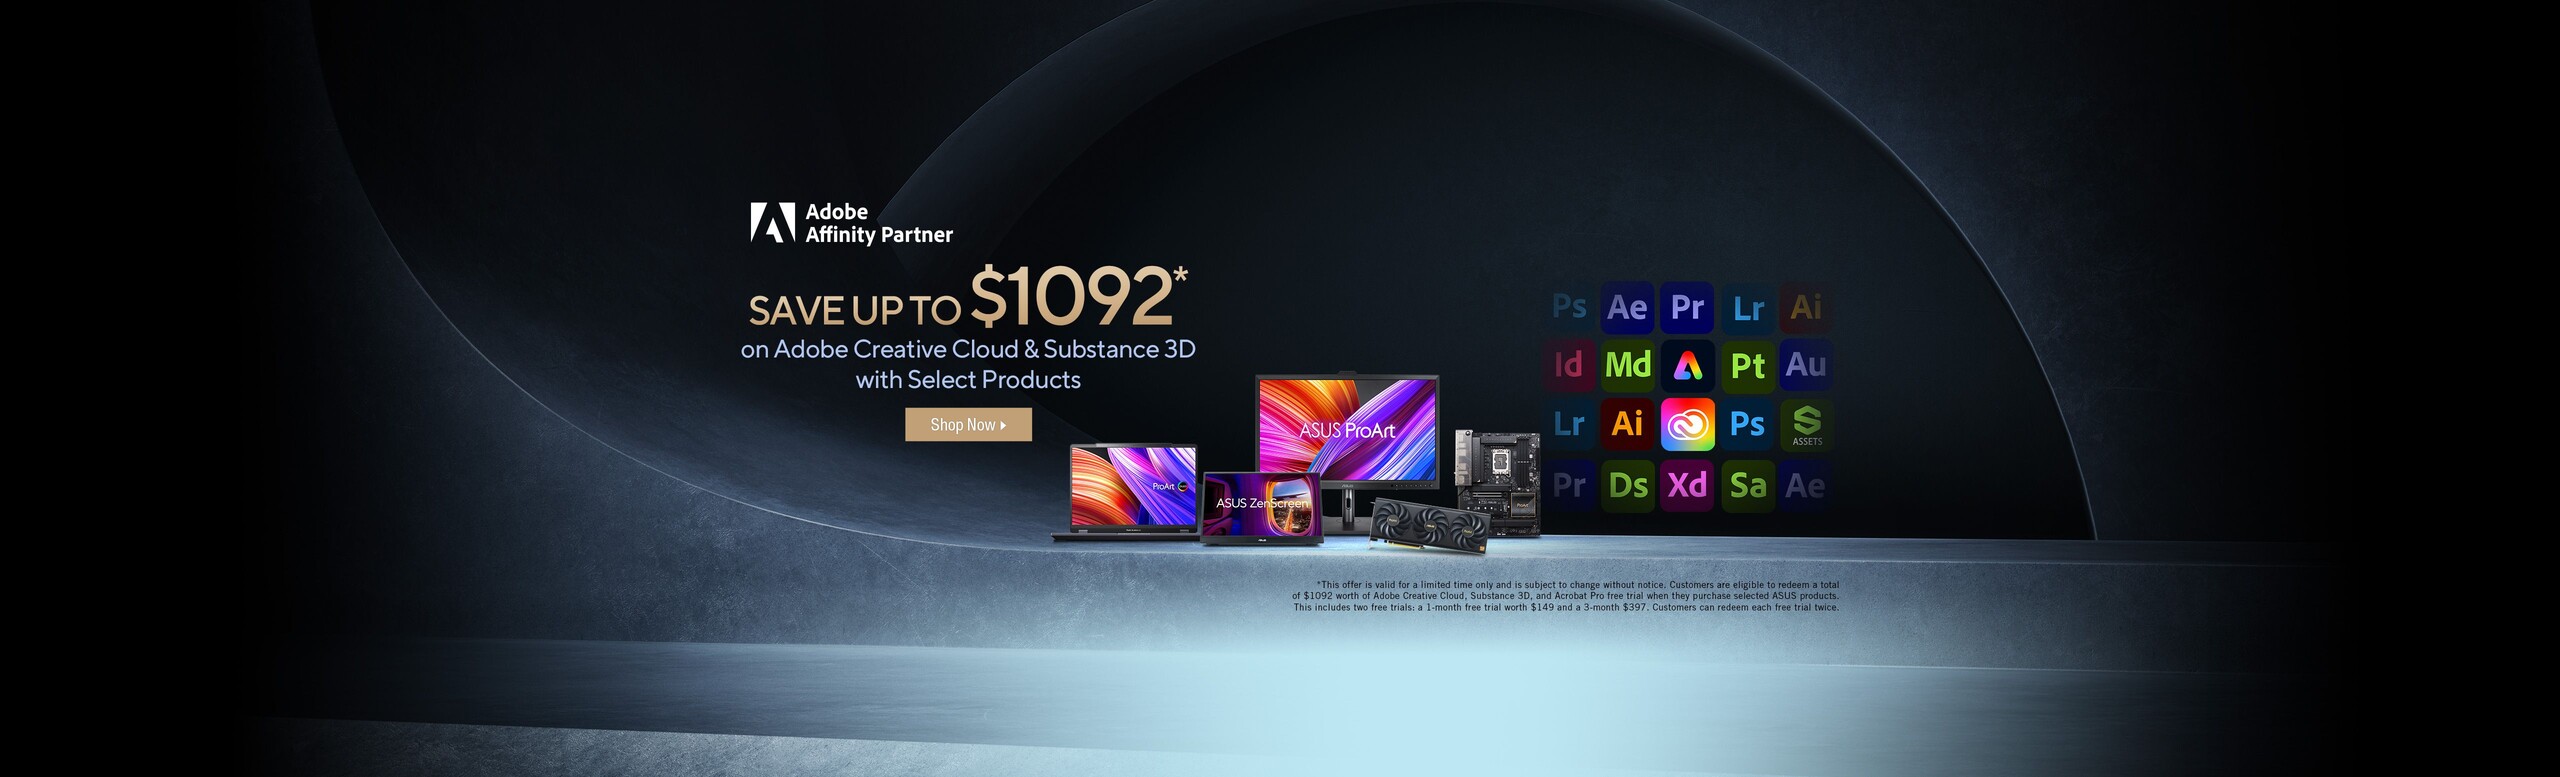 Adobe
Affinity Partner
SAVE UP TO $1092*
on Adobe Creative Cloud & Substance 3D
with Select Products
Shop Now
ProArt
ASUS ZenScreen
ASUS ProArt
Ps Ae Pr Lr Ai
Id Md Pt Au
Lr Ai Ps
ASSETS
Pr Ds Xd Sa Ae
*This offer is valid for a limited time only and is subject to change without notice. Customers are eligible to redeem a total
of $1092 worth of Adobe Creative Cloud, Substance 3D, and Acrobat Pro free trial when they purchase selected ASUS products.
This includes two free trials: a 1-month free trial worth $149 and a 3-month $397. Customers can redeem each free trial twice.